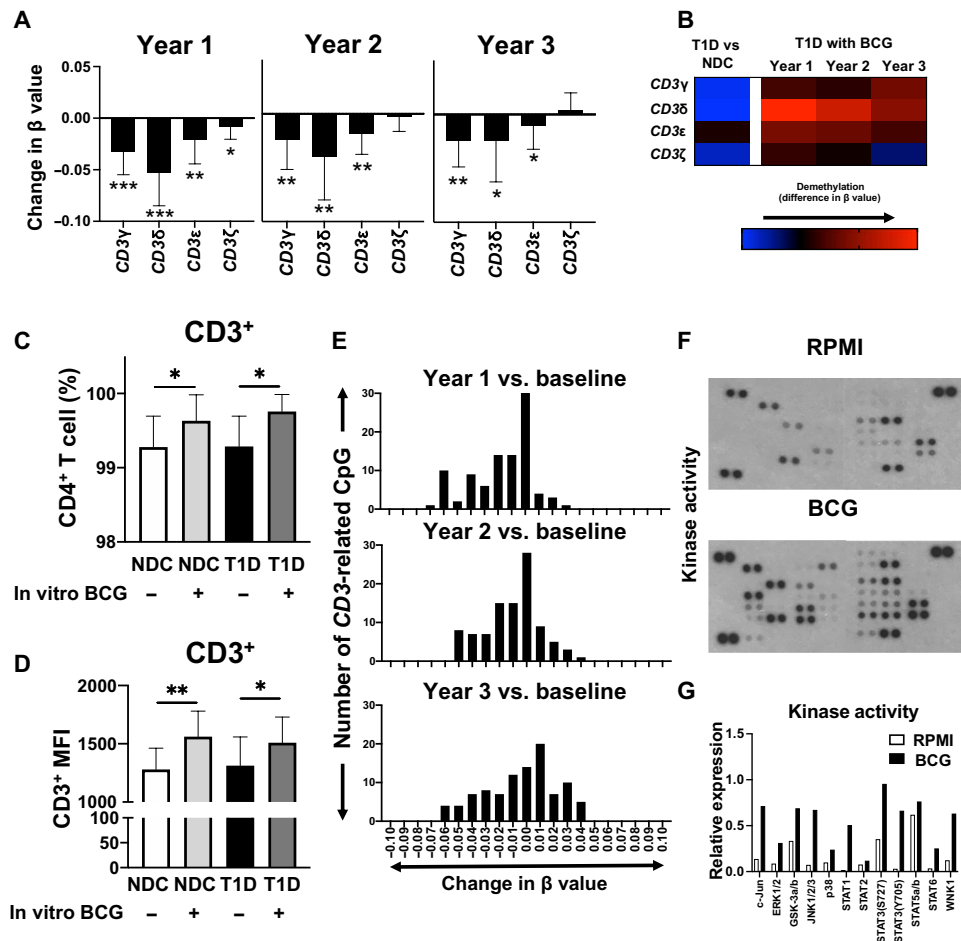 A
Year 1
Year 2
Year 3
Change in β value
0.05
0.00
−0.05
−0.10
*** *** ** *
** ** **
** * *
CD3γ CD3δ CD3ε CD3ζ
CD3γ CD3δ CD3ε CD3ζ
CD3γ CD3δ CD3ε CD3ζ
B
T1D vs
NDC
T1D with BCG
Year 1 Year 2 Year 3
CD3γ
CD3δ
CD3ε
CD3ζ
Demethylation
(difference in β value)
C
CD3+
CD4+ T cell (%)
100
99
98
* *
NDC NDC T1D T1D
In vitro BCG − + − +
D
CD3+
CD3+ MFI
2000
1500
1000
100
50
0
** *
NDC NDC T1D T1D
In vitro BCG − + − +
E
Number of CD3-related CpG
Year 1 vs. baseline
30
20
10
0
Year 2 vs. baseline
30
20
10
0
Year 3 vs. baseline
30
20
10
0
−0.10 −0.09 −0.08 −0.07 −0.06 −0.05 −0.04 −0.03 −0.02 −0.01 0.00 0.01 0.02 0.03 0.04 0.05 0.06 0.07 0.08 0.09 0.10
Change in β value
F
RPMI
BCG
Kinase activity
G
Kinase activity
RPMI
BCG
Relative expression
1.5
1.0
0.5
0.0
c-Jun ERK1/2 GSK-3a/b JNK1/2/3 p38 STAT1 STAT2 STAT3(S727) STAT3(Y705) STAT5a/b STAT6 WNK1